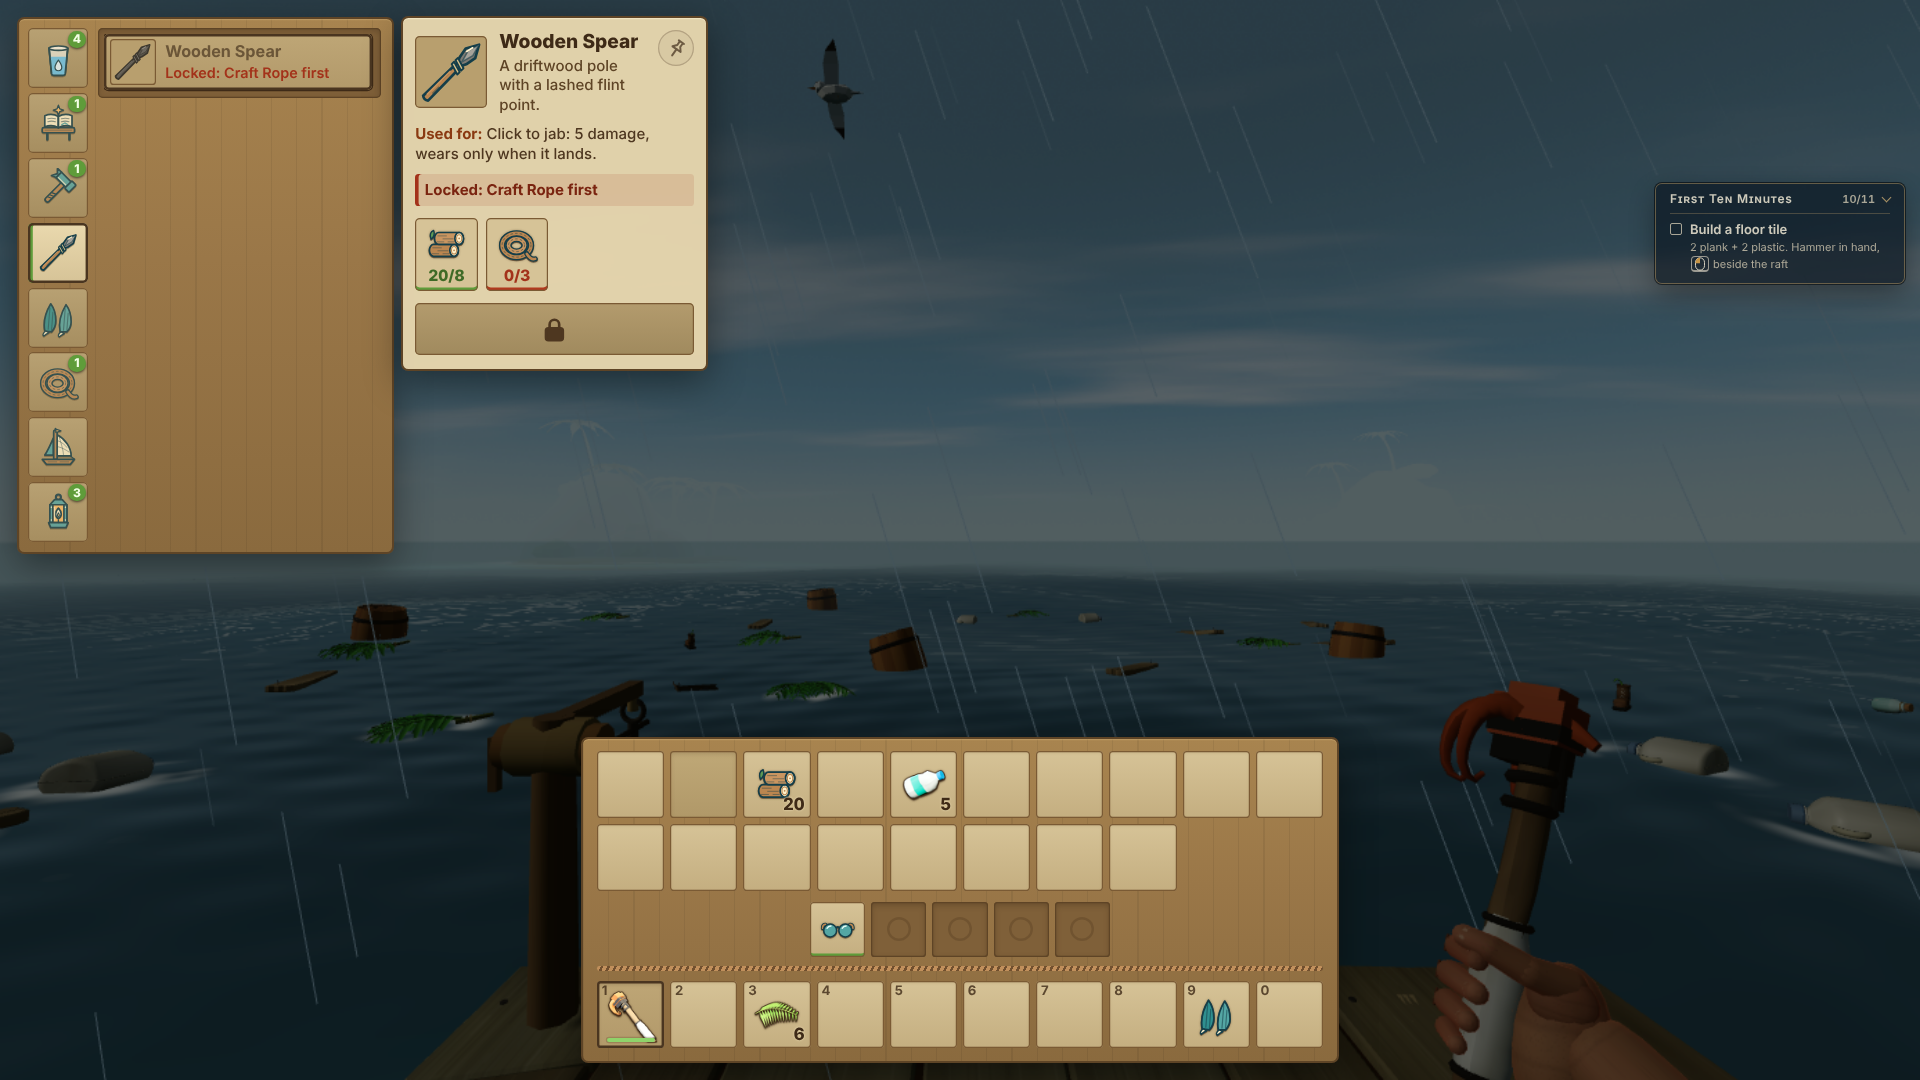 4
1
1
1
3
Wooden Spear
Locked: Craft Rope first
Wooden Spear
A driftwood pole
with a lashed flint
point.
Used for: Click to jab: 5 damage,
wears only when it lands.
Locked: Craft Rope first
20/8
0/3
First Ten Minutes
10/11
Build a floor tile
2 plank + 2 plastic. Hammer in hand,
beside the raft
20
5
1
2
3
6
4
5
6
7
8
9
0